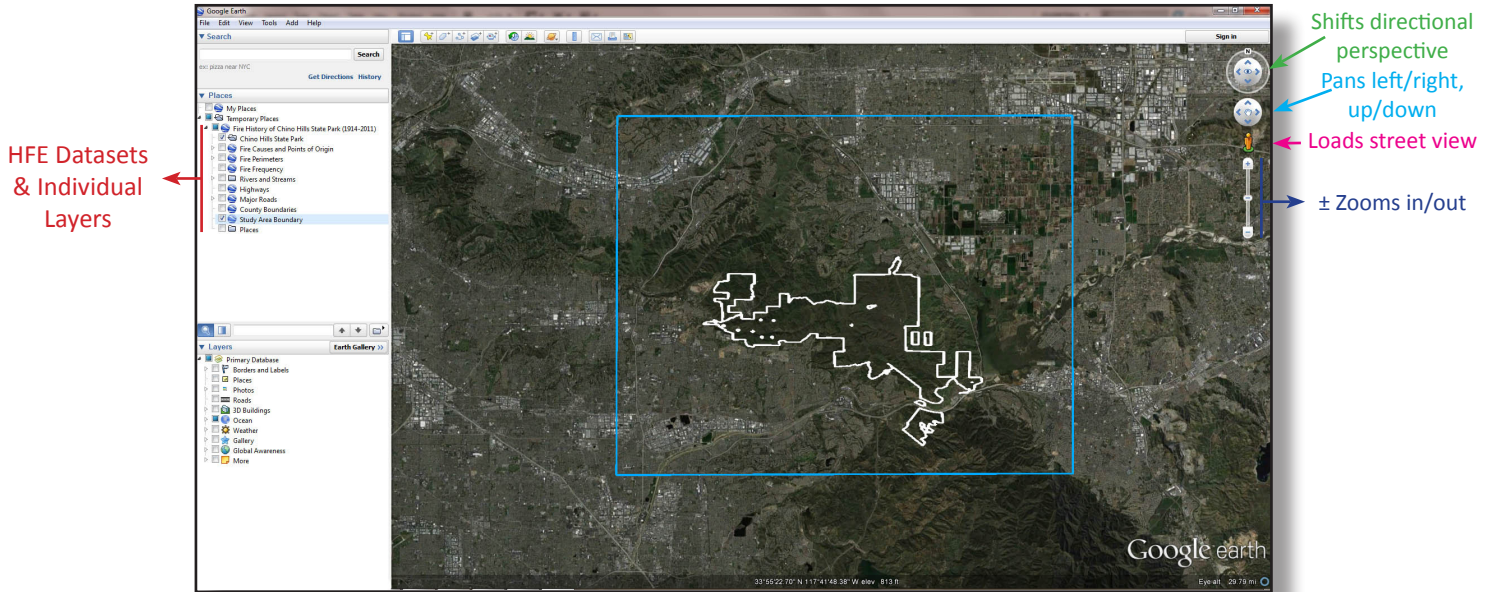 Google Earth
File Edit View Tools Add Help
Search
Search
ex: pizza near NYC
Get Directions History
Places
My Places
Temporary Places
Fire History of Chino Hills State Park (1914-2011)
Chino Hills State Park
Fire Causes and Points of Origin
Fire Perimeters
Fire Frequency
Rivers and Streams
Highways
Major Roads
County Boundaries
Study Area Boundary
Places
Layers
Earth Gallery >>
Primary Database
Borders and Labels
Places
Photos
Roads
3D Buildings
Ocean
Weather
Gallery
Global Awareness
More
HFE Datasets
& Individual
Layers
Sign in
N
Shifts directional
perspective
Pans left/right,
up/down
Loads street view
± Zooms in/out
Google earth
33°55'22.70" N 117°41'48.38" W elev 813 ft
Eye alt 29.79 mi